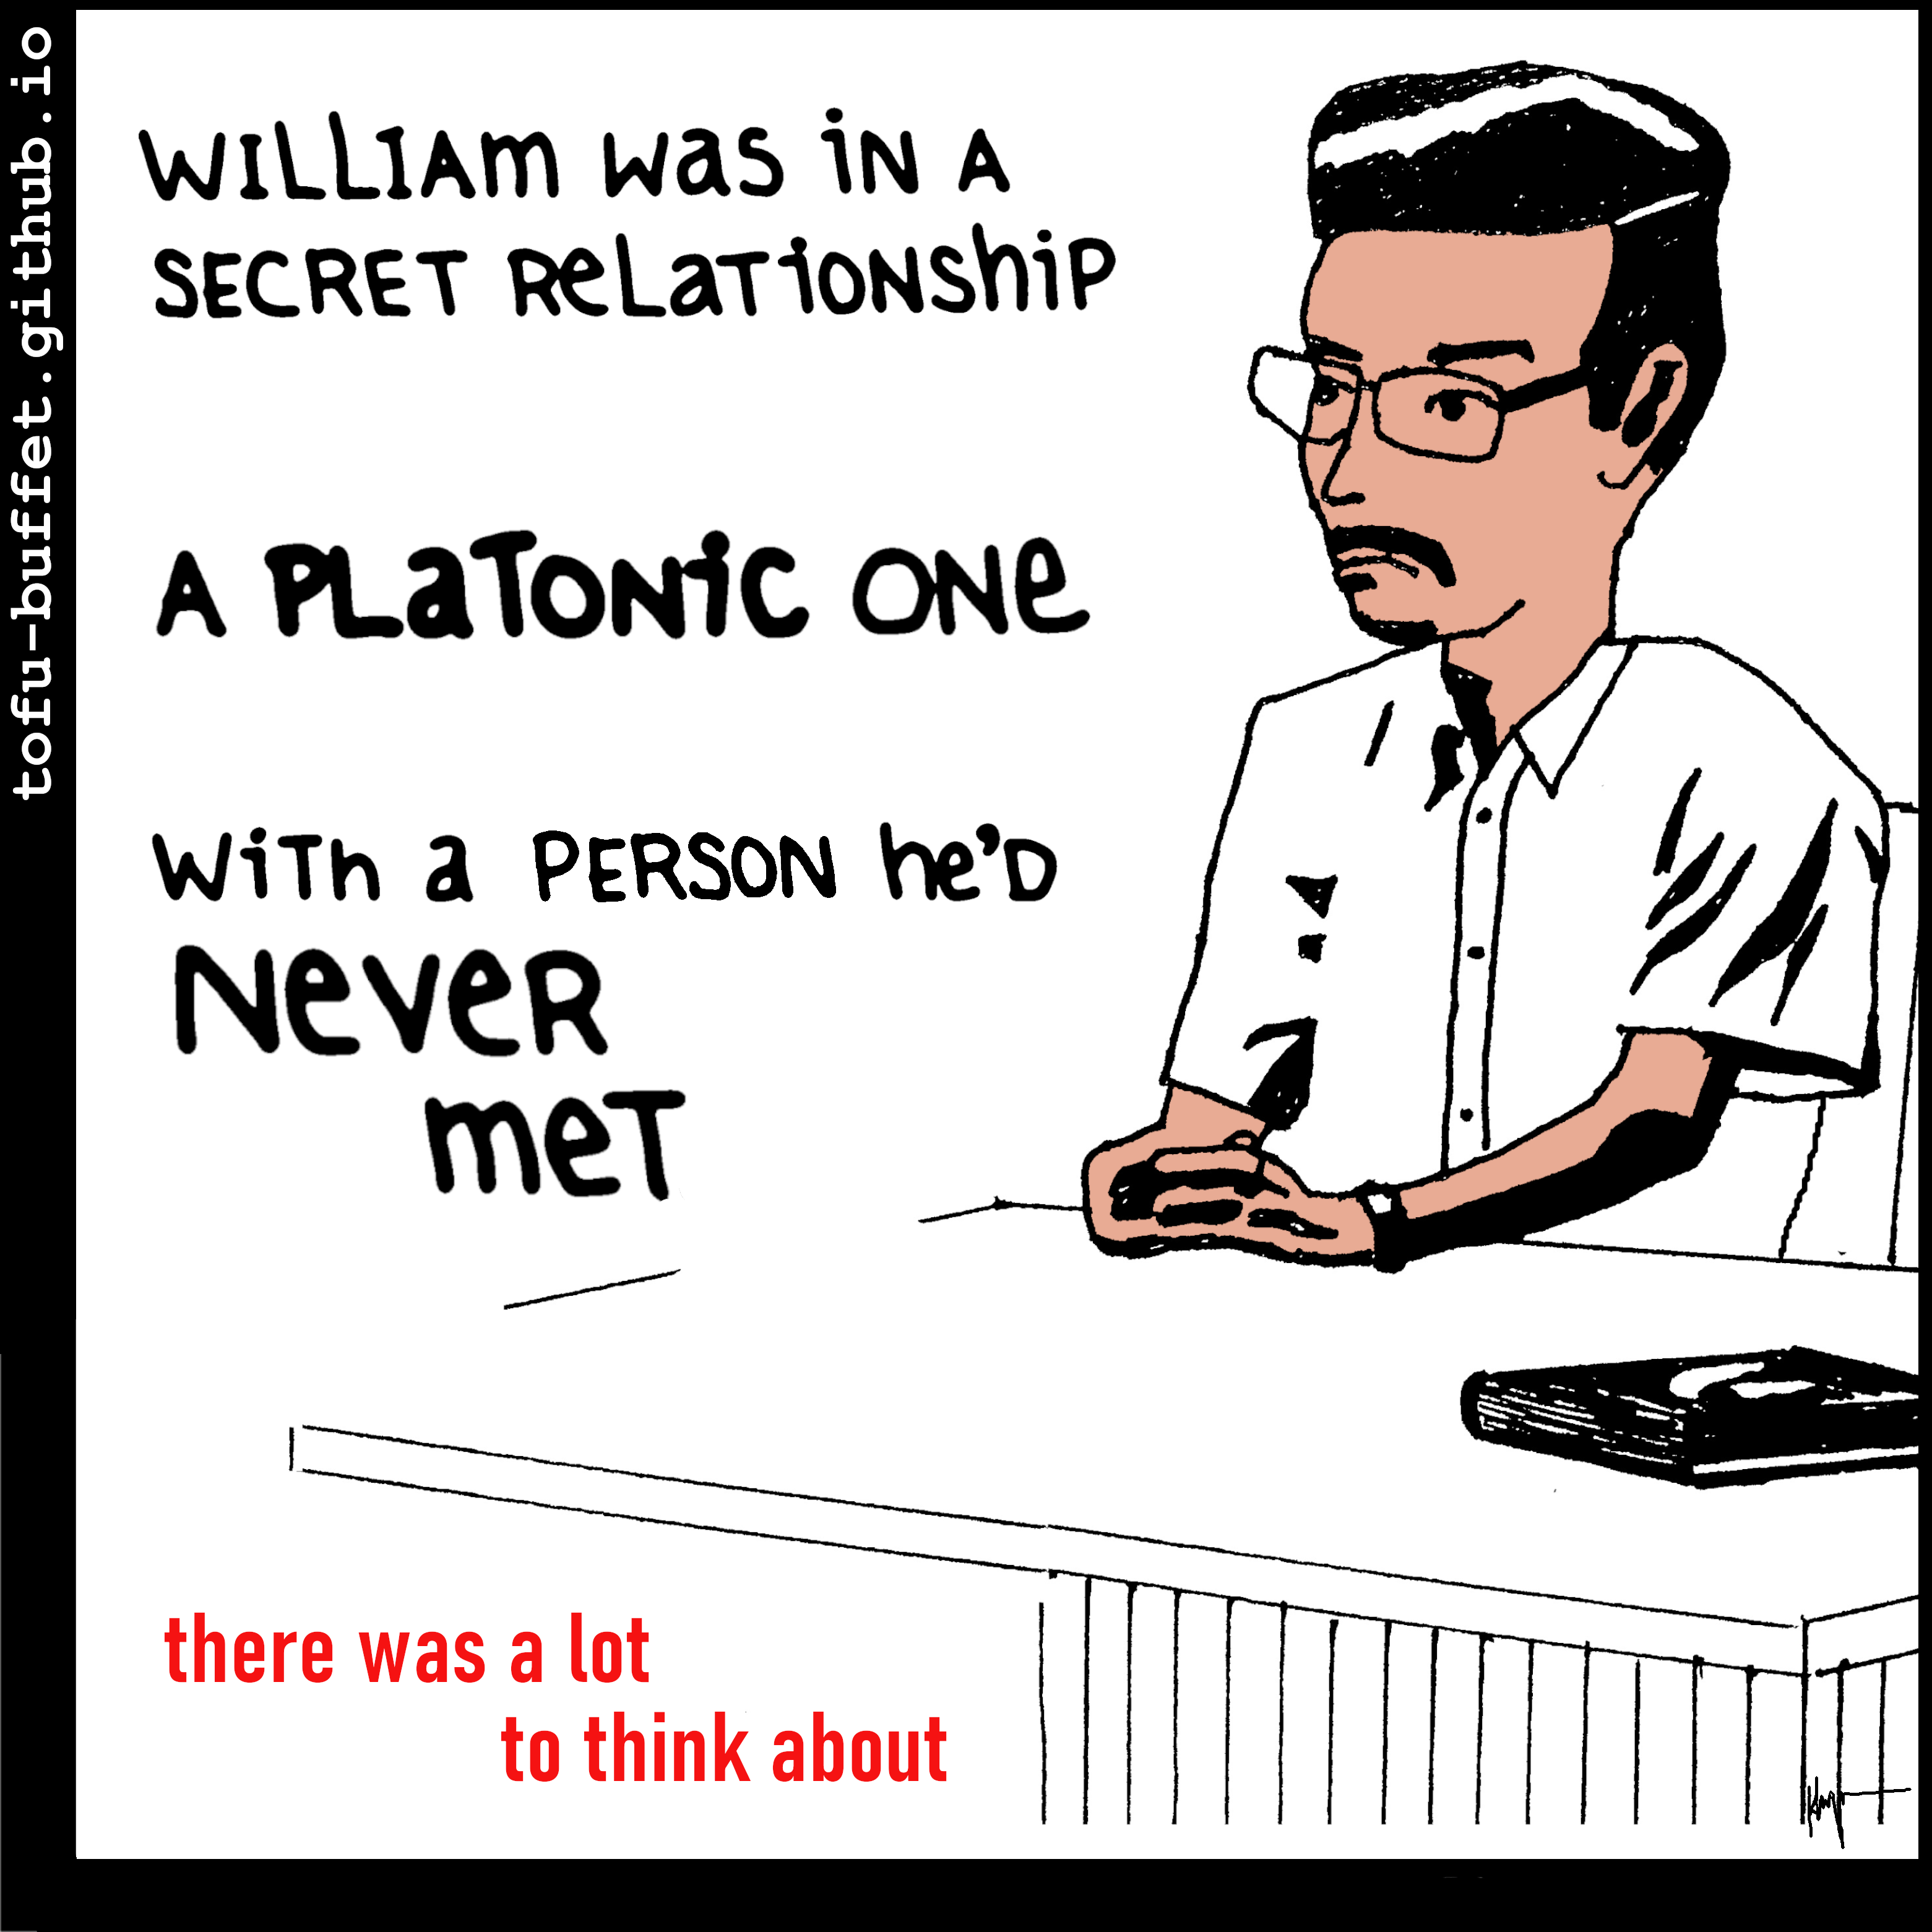 tofu-buffet.github.io
WILLIAM was iN A
SECRET RelaTiONShiP
A PLaTONiC ONe
WiTh a PERSON he'D
NeveR
meT
there was a lot
to think about